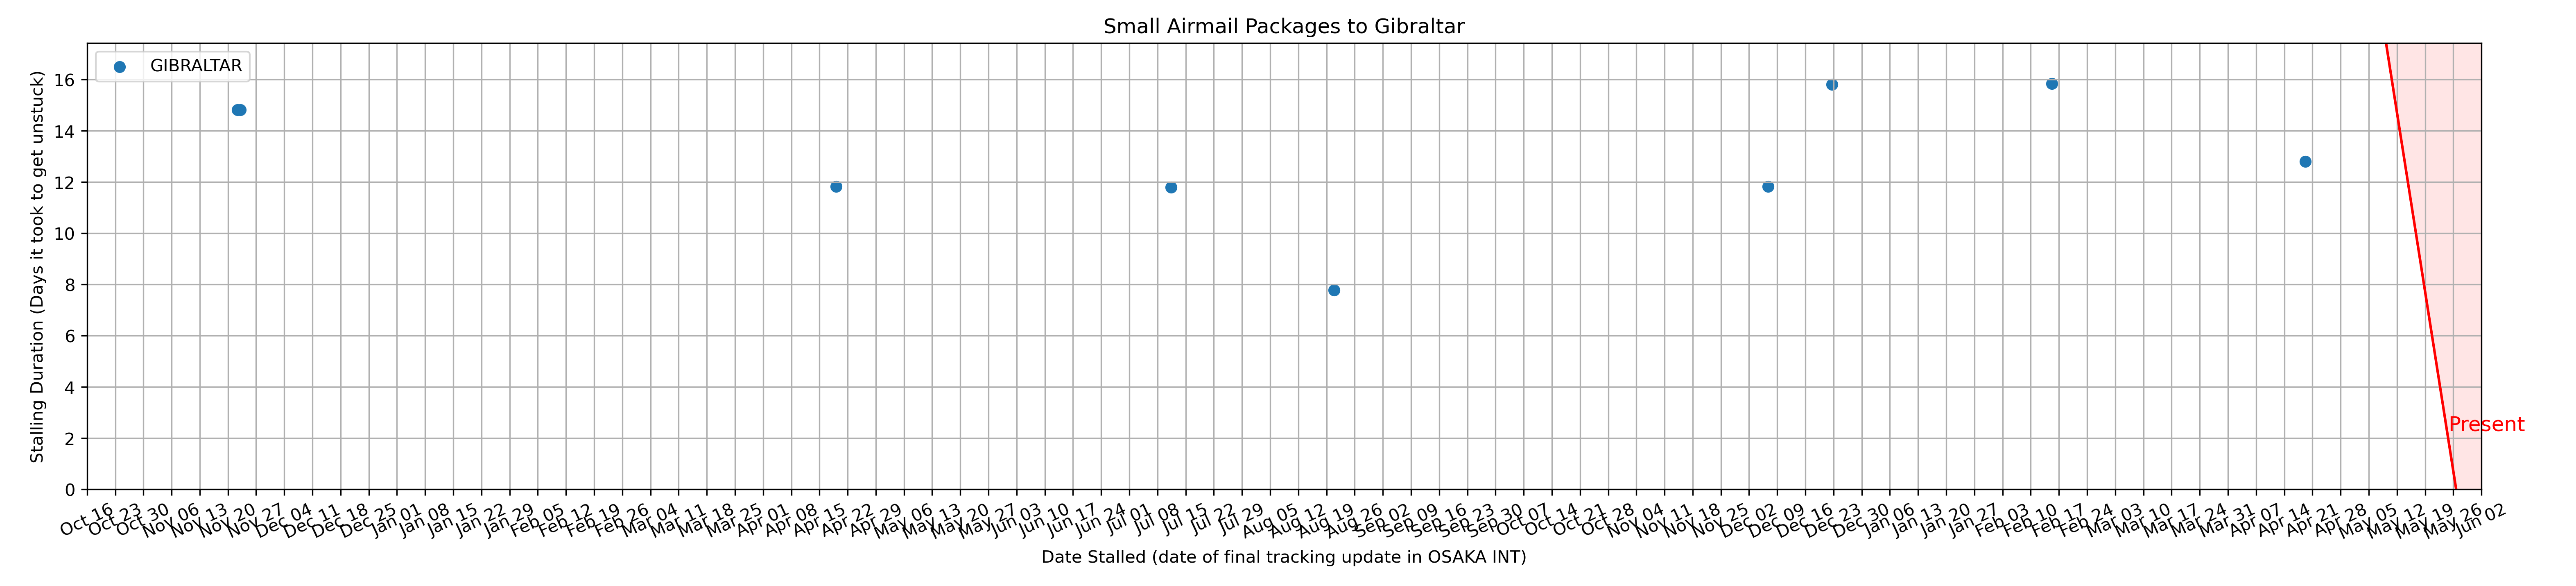 Small Airmail Packages to Gibraltar
GIBRALTAR
Stalling Duration (Days it took to get unstuck)
16
14
12
10
8
6
4
2
0
Present
Oct 16 Oct 23 Oct 30 Nov 06 Nov 13 Nov 20 Nov 27 Dec 04 Dec 11 Dec 18 Dec 25 Jan 01 Jan 08 Jan 15 Jan 22 Jan 29 Feb 05 Feb 12 Feb 19 Feb 26 Mar 04 Mar 11 Mar 18 Mar 25 Apr 01 Apr 08 Apr 15 Apr 22 Apr 29 May 06 May 13 May 20 May 27 Jun 03 Jun 10 Jun 17 Jun 24 Jul 01 Jul 08 Jul 15 Jul 22 Jul 29 Aug 05 Aug 12 Aug 19 Aug 26 Sep 02 Sep 09 Sep 16 Sep 23 Sep 30 Oct 07 Oct 14 Oct 21 Oct 28 Nov 04 Nov 11 Nov 18 Nov 25 Dec 02 Dec 09 Dec 16 Dec 23 Dec 30 Jan 06 Jan 13 Jan 20 Jan 27 Feb 03 Feb 10 Feb 17 Feb 24 Mar 03 Mar 10 Mar 17 Mar 24 Mar 31 Apr 07 Apr 14 Apr 21 Apr 28 May 05 May 12 May 19 May 26 Jun 02
Date Stalled (date of final tracking update in OSAKA INT)